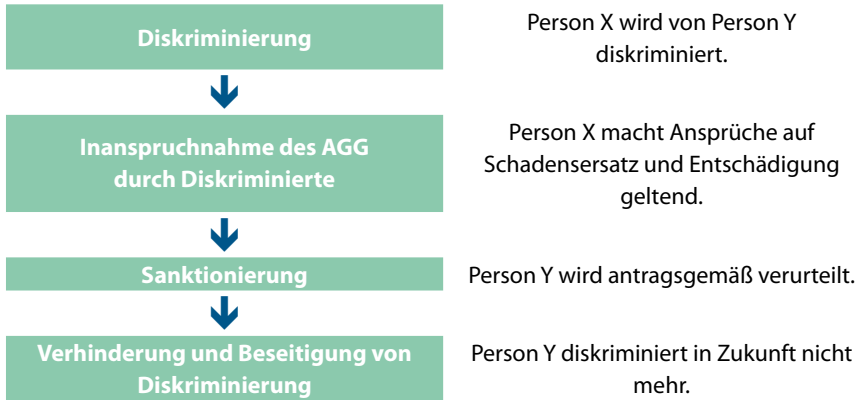 Diskriminierung
Person X wird von Person Y
diskriminiert.
Inanspruchnahme des AGG
durch Diskriminierte
Person X macht Ansprüche auf
Schadensersatz und Entschädigung
geltend.
Sanktionierung
Person Y wird antragsgemäß verurteilt.
Verhinderung und Beseitigung von
Diskriminierung
Person Y diskriminiert in Zukunft nicht
mehr.